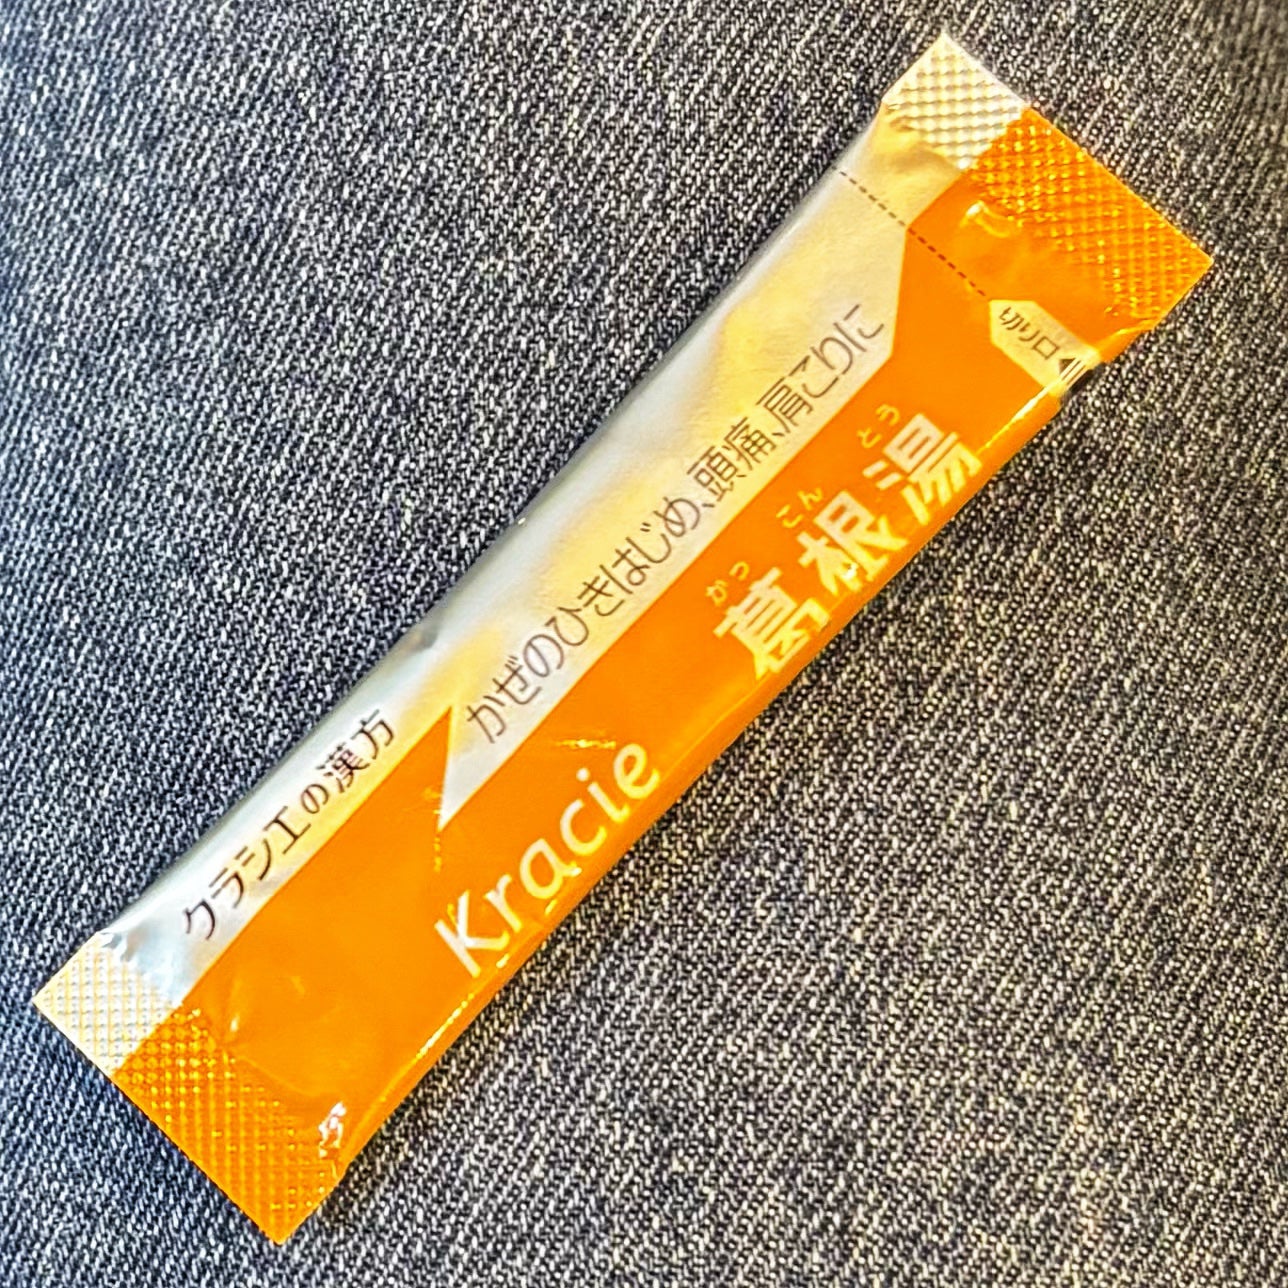 クラシエの漢方
かぜのひきはじめ、頭痛、肩こりに
切り口
かっ こん とう
葛根湯
Kracie